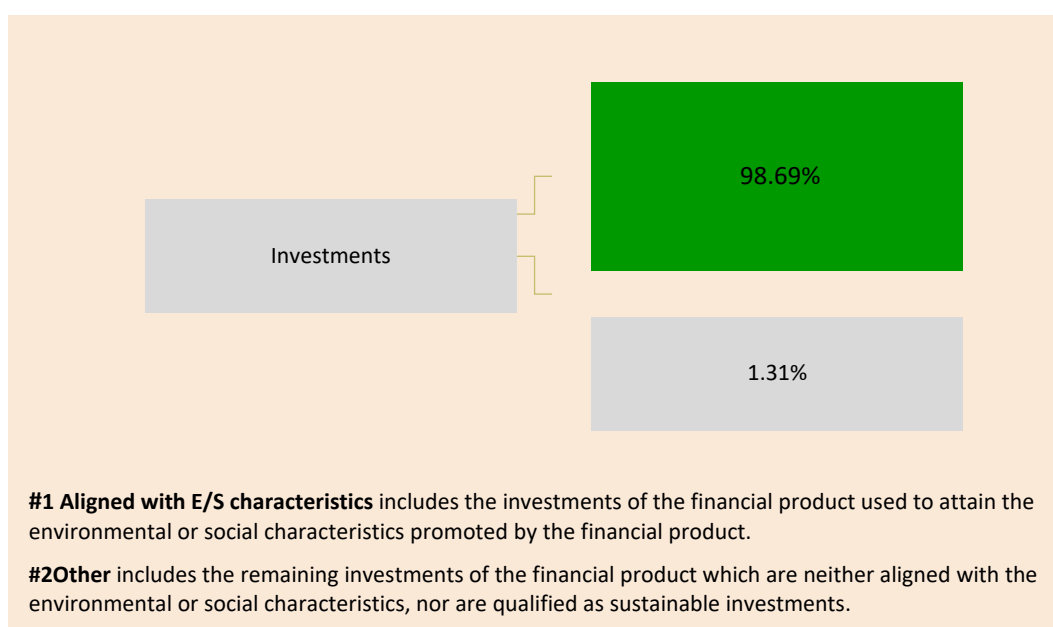 98.69%
Investments
1.31%
#1 Aligned with E/S characteristics includes the investments of the financial product used to attain the
environmental or social characteristics promoted by the financial product.
#2Other includes the remaining investments of the financial product which are neither aligned with the
environmental or social characteristics, nor are qualified as sustainable investments.